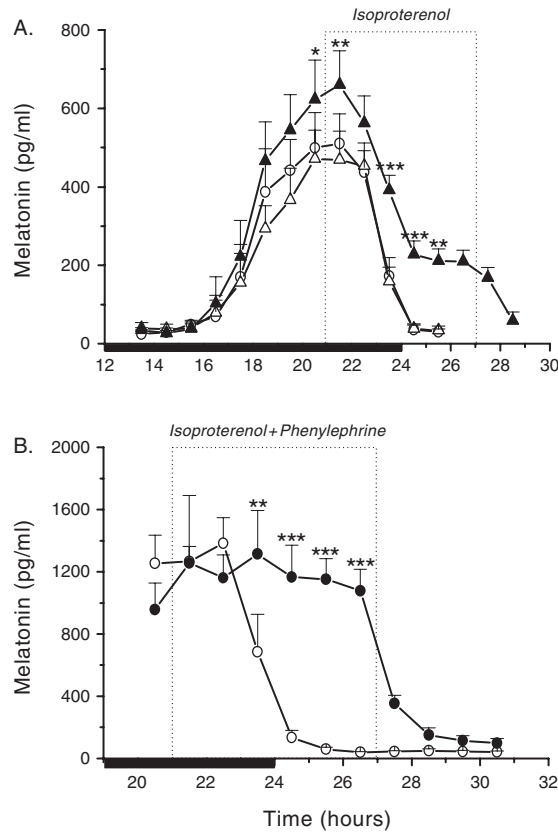 A.
Isoproterenol
800
600
400
200
0
Melatonin (pg/ml)
* **
***
*** **
12 14 16 18 20 22 24 26 28 30
B.
Isoproterenol+Phenylephrine
2000
1600
1200
800
400
0
Melatonin (pg/ml)
** *** *** ***
20 22 24 26 28 30 32
Time (hours)